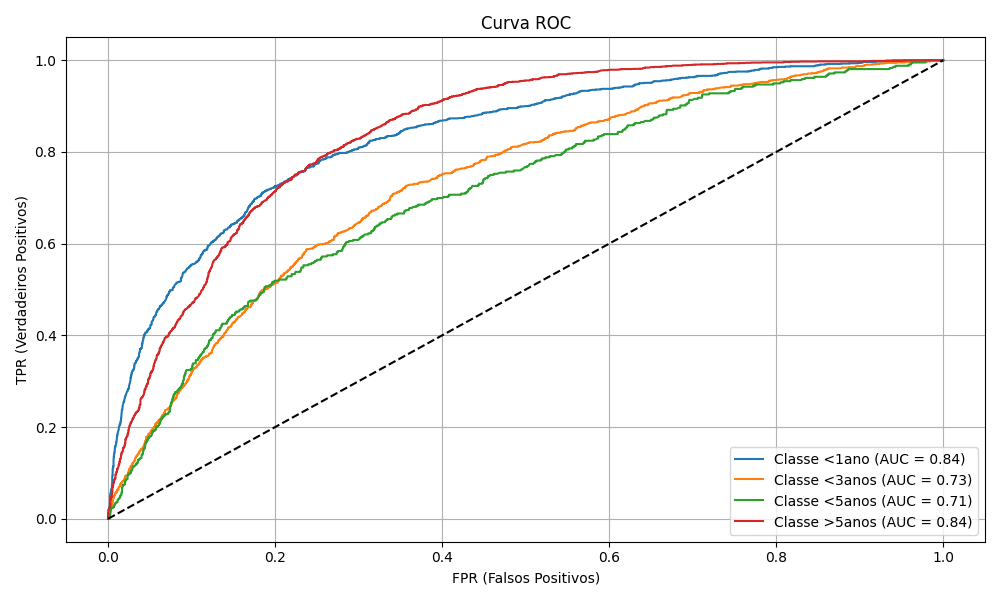 Curva ROC
1.0
0.8
0.6
0.4
0.2
0.0
TPR (Verdadeiros Positivos)
Classe <1ano (AUC = 0.84)
Classe <3anos (AUC = 0.73)
Classe <5anos (AUC = 0.71)
Classe >5anos (AUC = 0.84)
0.0 0.2 0.4 0.6 0.8 1.0
FPR (Falsos Positivos)